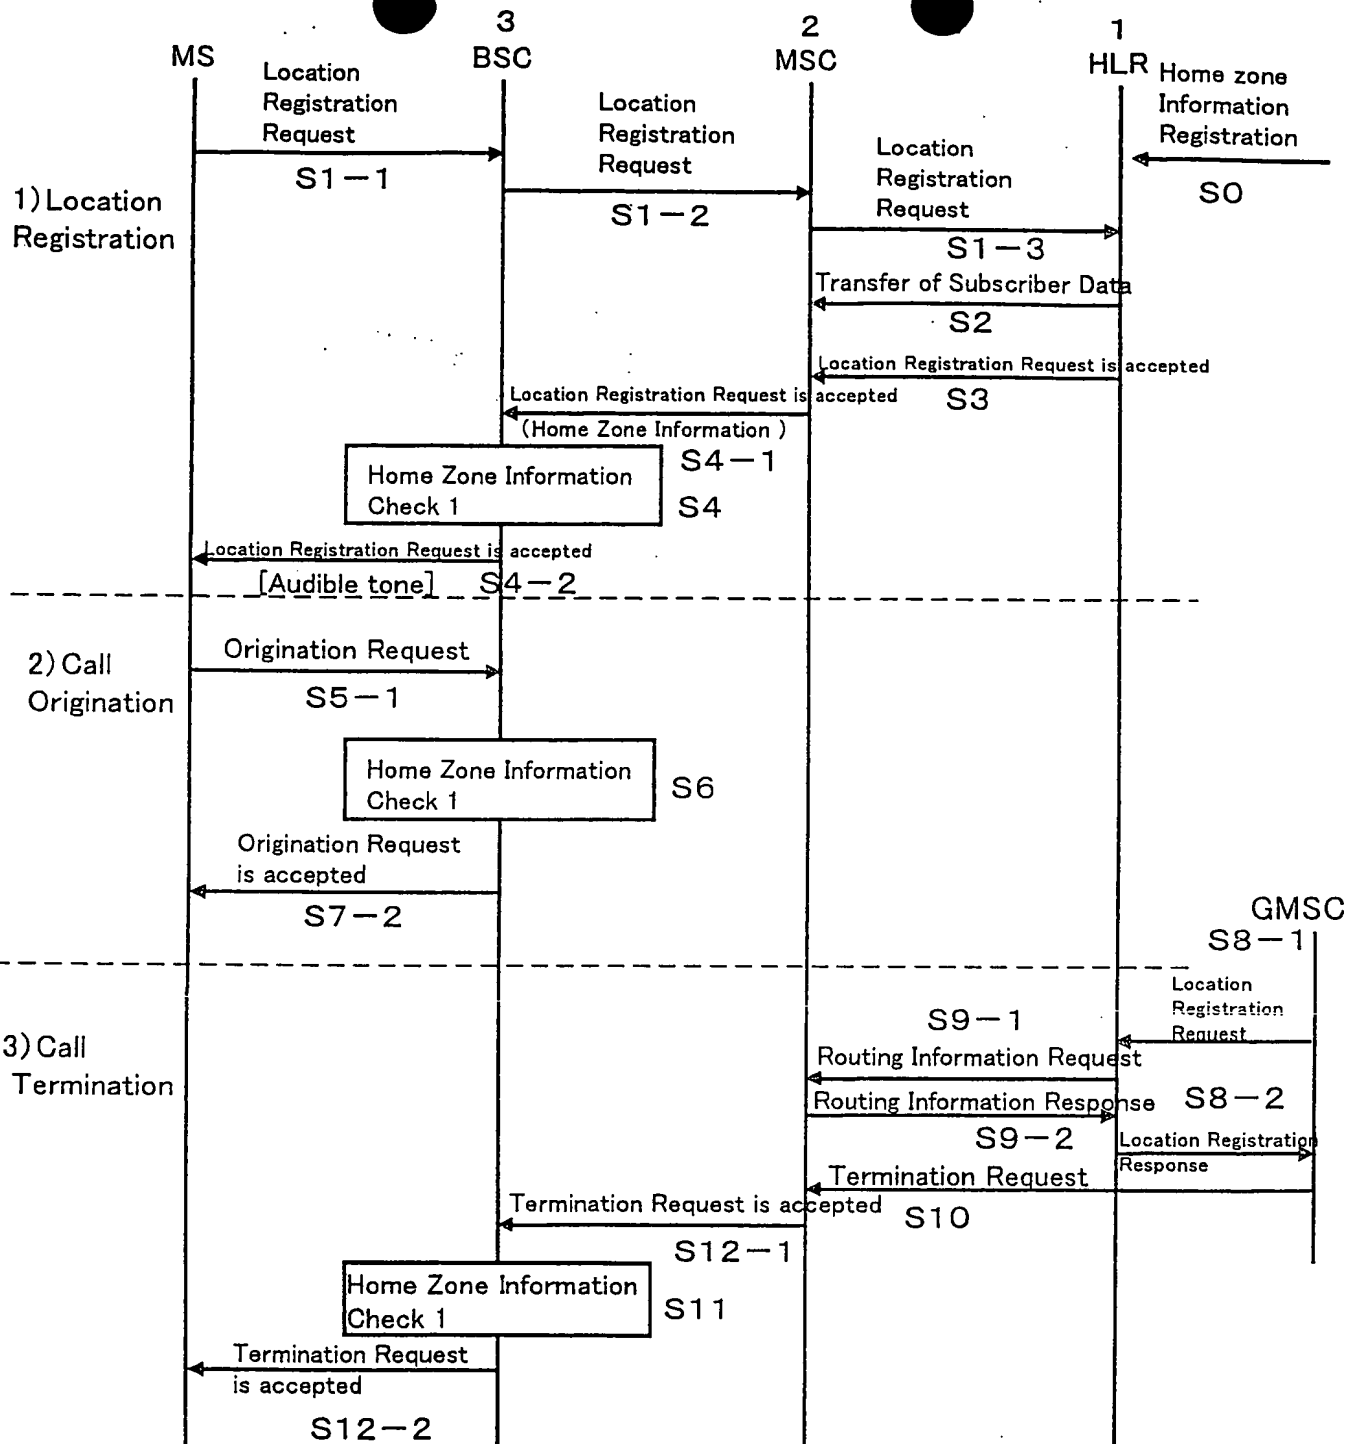 3
2
1
MS
BSC
MSC
HLR
Home zone
Information
Registration
S0
Location
Registration
Request
S1-1
Location
Registration
Request
S1-2
Location
Registration
Request
S1-3
1) Location
Registration
Transfer of Subscriber Data
S2
Location Registration Request is accepted
S3
Location Registration Request is accepted
(Home Zone Information )
S4-1
Home Zone Information
Check 1
S4
Location Registration Request is accepted
[Audible tone]
S4-2
2) Call
Origination
Origination Request
S5-1
Home Zone Information
Check 1
S6
Origination Request
is accepted
S7-2
GMSC
S8-1
3) Call
Termination
Location
Registration
Request
S9-1
Routing Information Request
S8-2
Routing Information Response
S9-2
Location Registration
Response
Termination Request
S10
Termination Request is accepted
S12-1
Home Zone Information
Check 1
S11
Termination Request
is accepted
S12-2